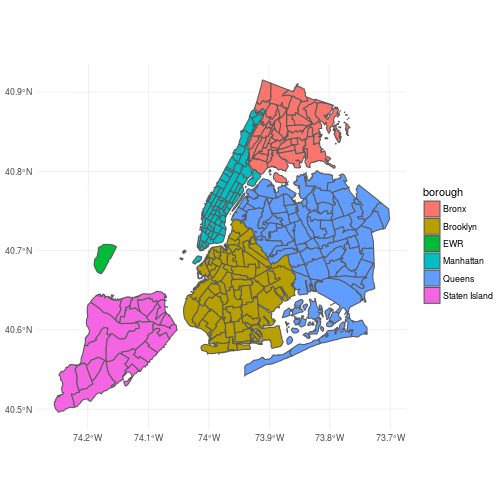 40.9°N
40.8°N
40.7°N
40.6°N
40.5°N
74.2°W 74.1°W 74°W 73.9°W 73.8°W 73.7°W
borough
Bronx
Brooklyn
EWR
Manhattan
Queens
Staten Island